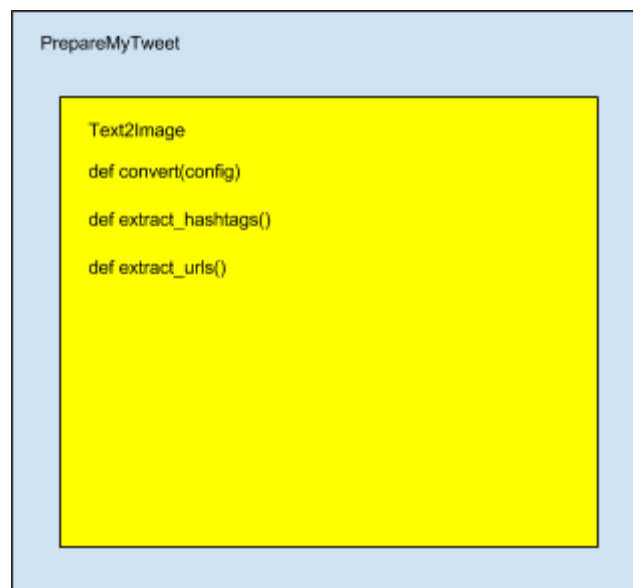 PrepareMyTweet
Text2Image
def convert(config)
def extract_hashtags()
def extract_urls()